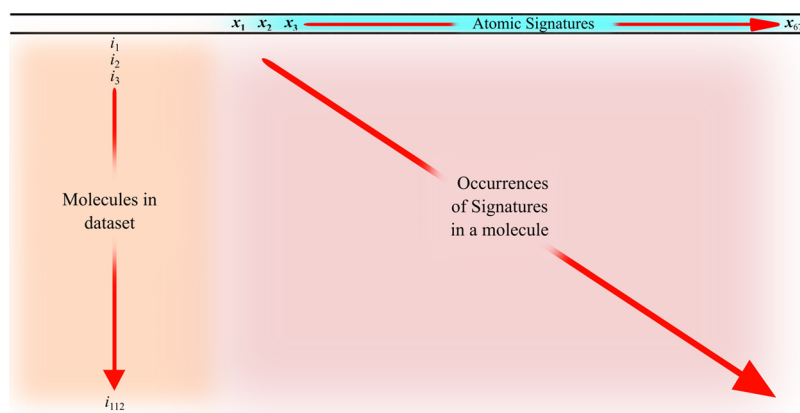 x₁ x₂ x₃ Atomic Signatures
i₁
i₂
i₃
Molecules in
dataset
Occurrences
of Signatures
in a molecule
i₁₁₂